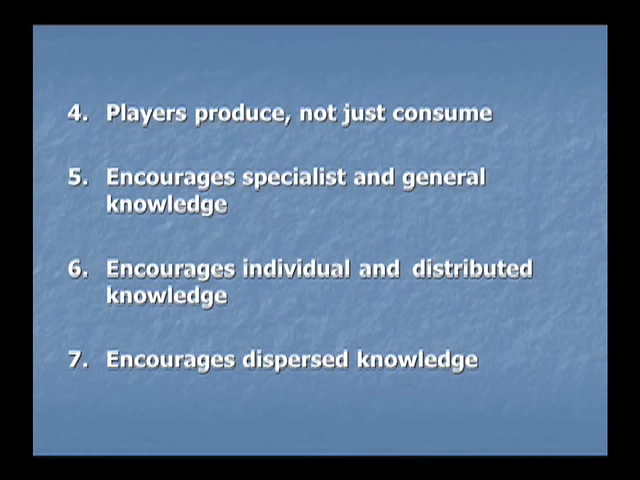 4. Players produce, not just consume
5. Encourages specialist and general
knowledge
6. Encourages individual and distributed
knowledge
7. Encourages dispersed knowledge